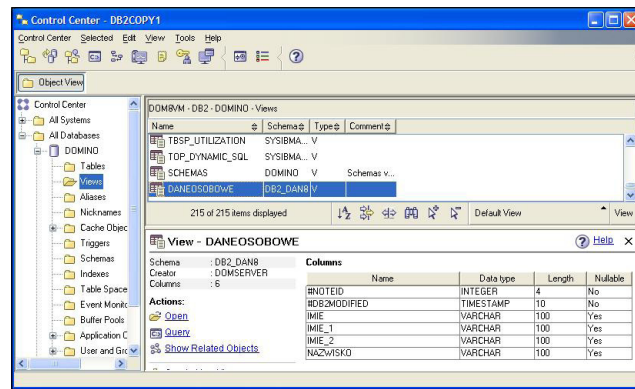 Control Center - DB2COPY1
Control Center Selected Edit View Tools Help
Object View
Control Center
All Systems
All Databases
DOMINO
Tables
Views
Aliases
Nicknames
Cache Objec
Triggers
Schemas
Indexes
Table Space
Event Monito
Buffer Pools
Application C
User and Grc
DOM8VM - DB2 - DOMINO - Views
Name Schema Type Comment
TBSP_UTILIZATION SYSIBMA... V
TOP_DYNAMIC_SQL SYSIBMA... V
SCHEMAS DOMINO V Schemas v...
DANEOSOBOWE DB2_DAN8 V
215 of 215 items displayed Default View View
View - DANEOSOBOWE Help
Schema : DB2_DAN8
Creator : DOMSERVER
Columns : 6
Actions:
Open
Query
Show Related Objects
Columns
Name Data type Length Nullable
#NOTEID INTEGER 4 No
#DB2MODIFIED TIMESTAMP 10 No
IMIE VARCHAR 100 Yes
IMIE_1 VARCHAR 100 Yes
IMIE_2 VARCHAR 100 Yes
NAZWISKO VARCHAR 100 Yes